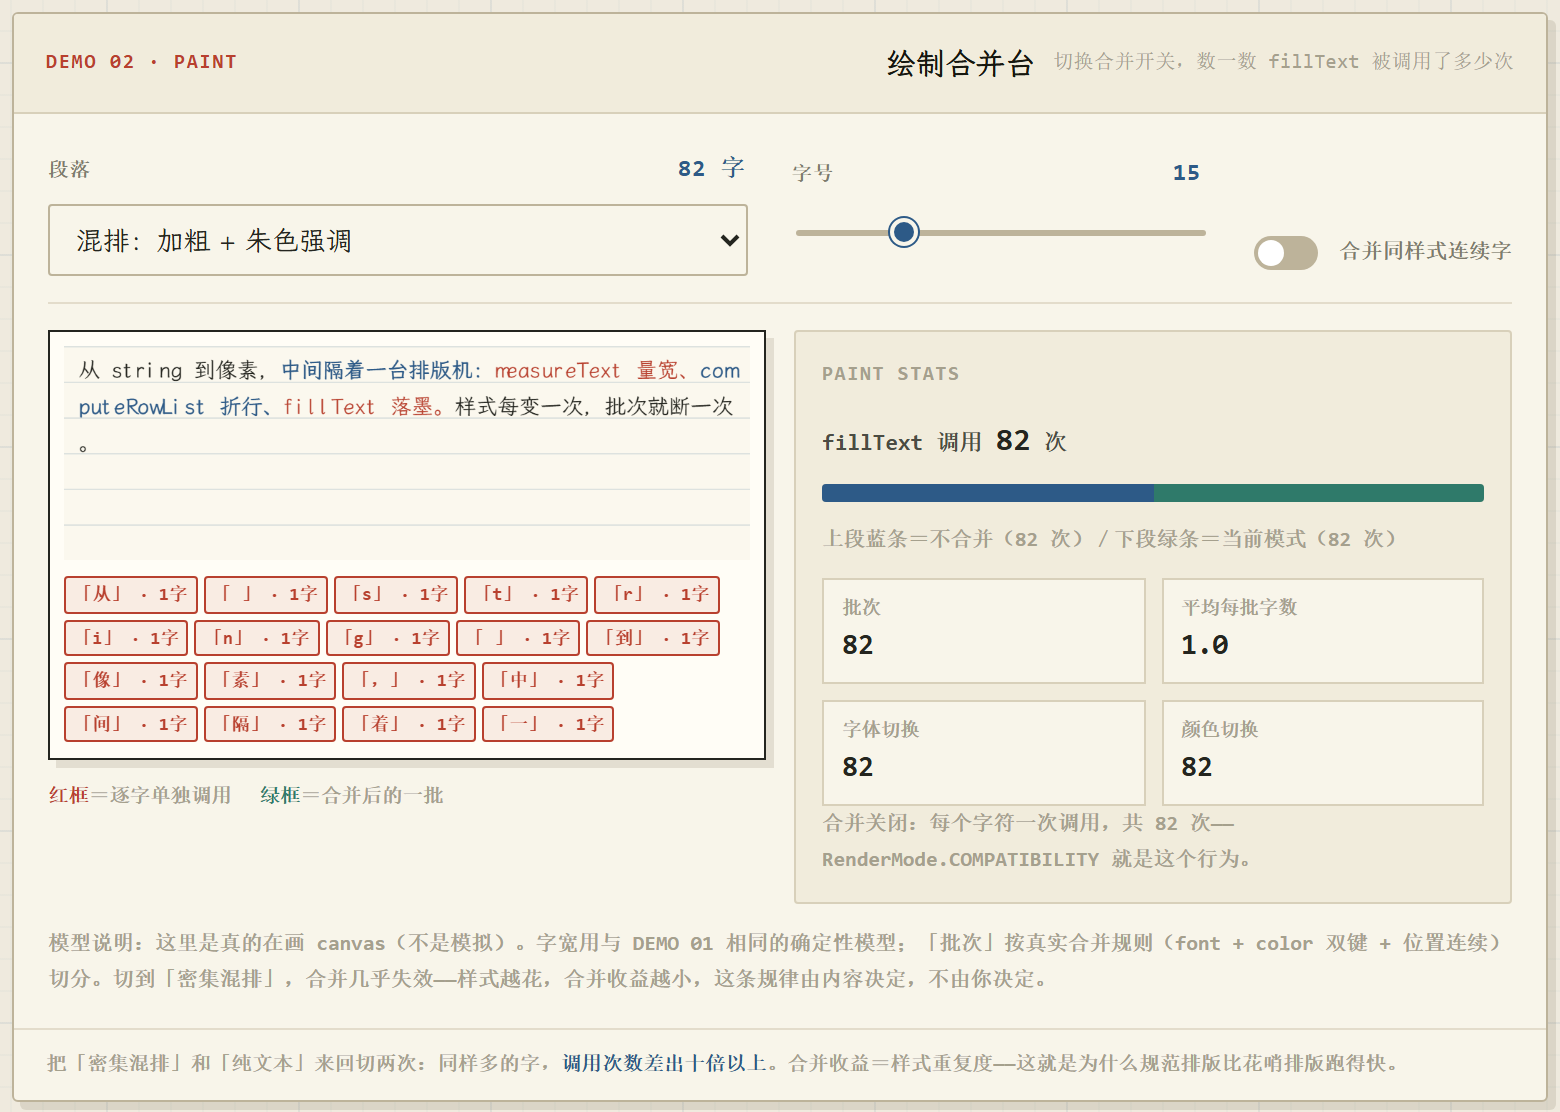 DEMO 02 · PAINT
绘制合并台 切换合并开关，数一数 fillText 被调用了多少次
段落 82 字
字号 15
混排：加粗 + 朱色强调
合并同样式连续字
从 string 到像素，中间隔着一台排版机：measureText 量宽、com
puteRowList 折行、fillText 落墨。样式每变一次，批次就断一次
。
「从」 · 1字 「 」 · 1字 「s」 · 1字 「t」 · 1字 「r」 · 1字
「i」 · 1字 「n」 · 1字 「g」 · 1字 「 」 · 1字 「到」 · 1字
「像」 · 1字 「素」 · 1字 「，」 · 1字 「中」 · 1字
「间」 · 1字 「隔」 · 1字 「着」 · 1字 「一」 · 1字
红框＝逐字单独调用 绿框＝合并后的一批
PAINT STATS
fillText 调用 82 次
上段蓝条＝不合并（82 次） / 下段绿条＝当前模式（82 次）
批次
82
平均每批字数
1.0
字体切换
82
颜色切换
82
合并关闭：每个字符一次调用，共 82 次——
RenderMode.COMPATIBILITY 就是这个行为。
模型说明：这里是真的在画 canvas（不是模拟）。字宽用与 DEMO 01 相同的确定性模型；「批次」按真实合并规则（font + color 双键 + 位置连续）
切分。切到「密集混排」，合并几乎失效——样式越花，合并收益越小，这条规律由内容决定，不由你决定。
把「密集混排」和「纯文本」来回切两次：同样多的字，调用次数差出十倍以上。合并收益＝样式重复度——这就是为什么规范排版比花哨排版跑得快。